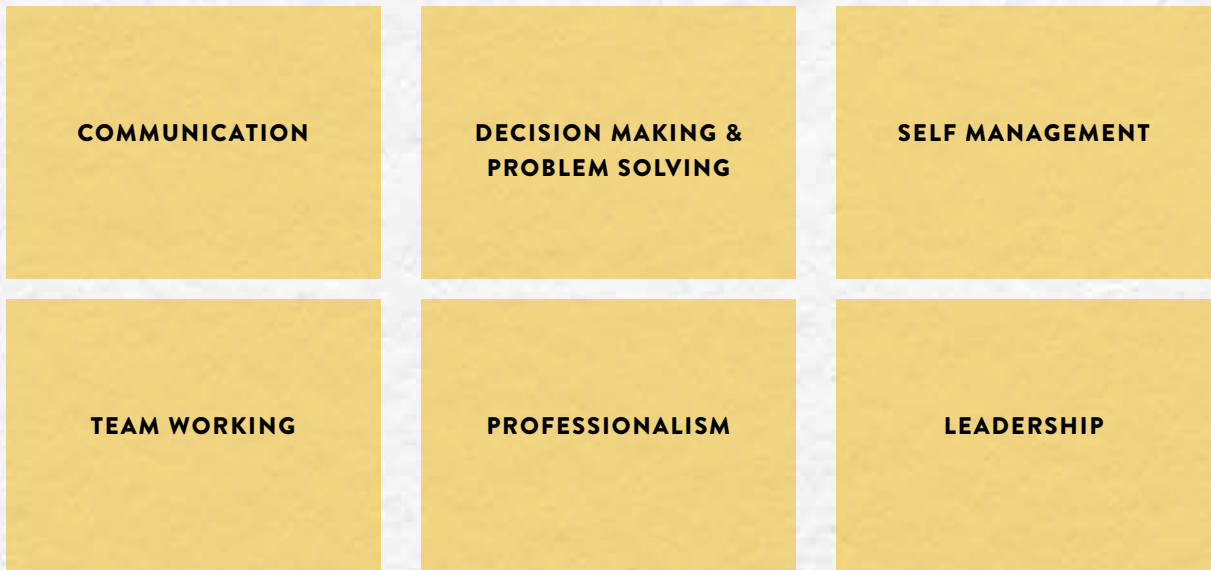 COMMUNICATION
DECISION MAKING &
PROBLEM SOLVING
SELF MANAGEMENT
TEAM WORKING
PROFESSIONALISM
LEADERSHIP